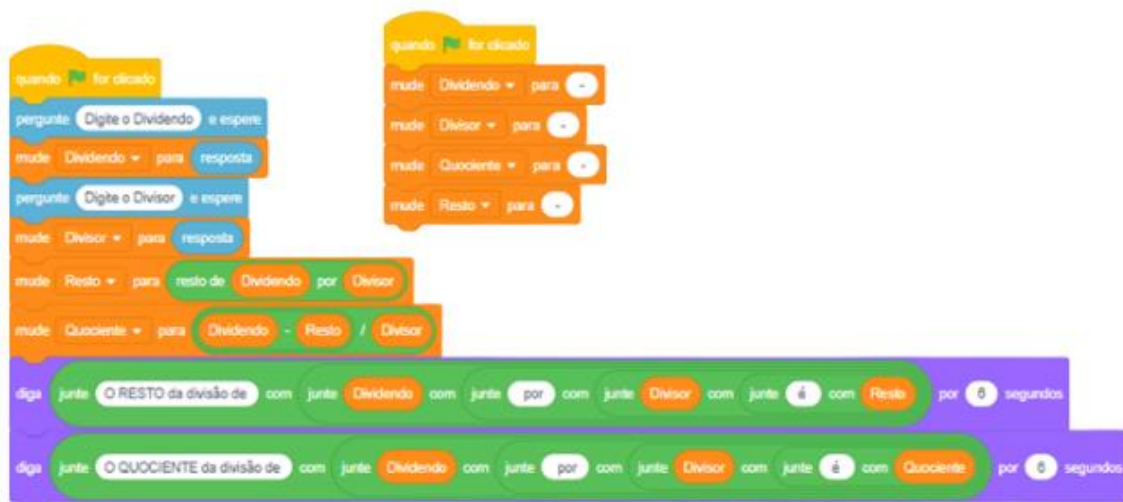 quando for clicado
pergunte Digite o Dividendo e espere
mude Dividendo para resposta
pergunte Digite o Divisor e espere
mude Divisor para resposta
mude Resto para resto de Dividendo por Divisor
mude Quociente para Dividendo - Resto / Divisor
diga junte O RESTO da divisão de com junte Dividendo com junte por com junte Divisor com junte é com Resto por 6 segundos
diga junte O QUOCIENTE da divisão de com junte Dividendo com junte por com junte Divisor com junte é com Quociente por 6 segundos
quando for clicado
mude Dividendo para -
mude Divisor para -
mude Quociente para -
mude Resto para -